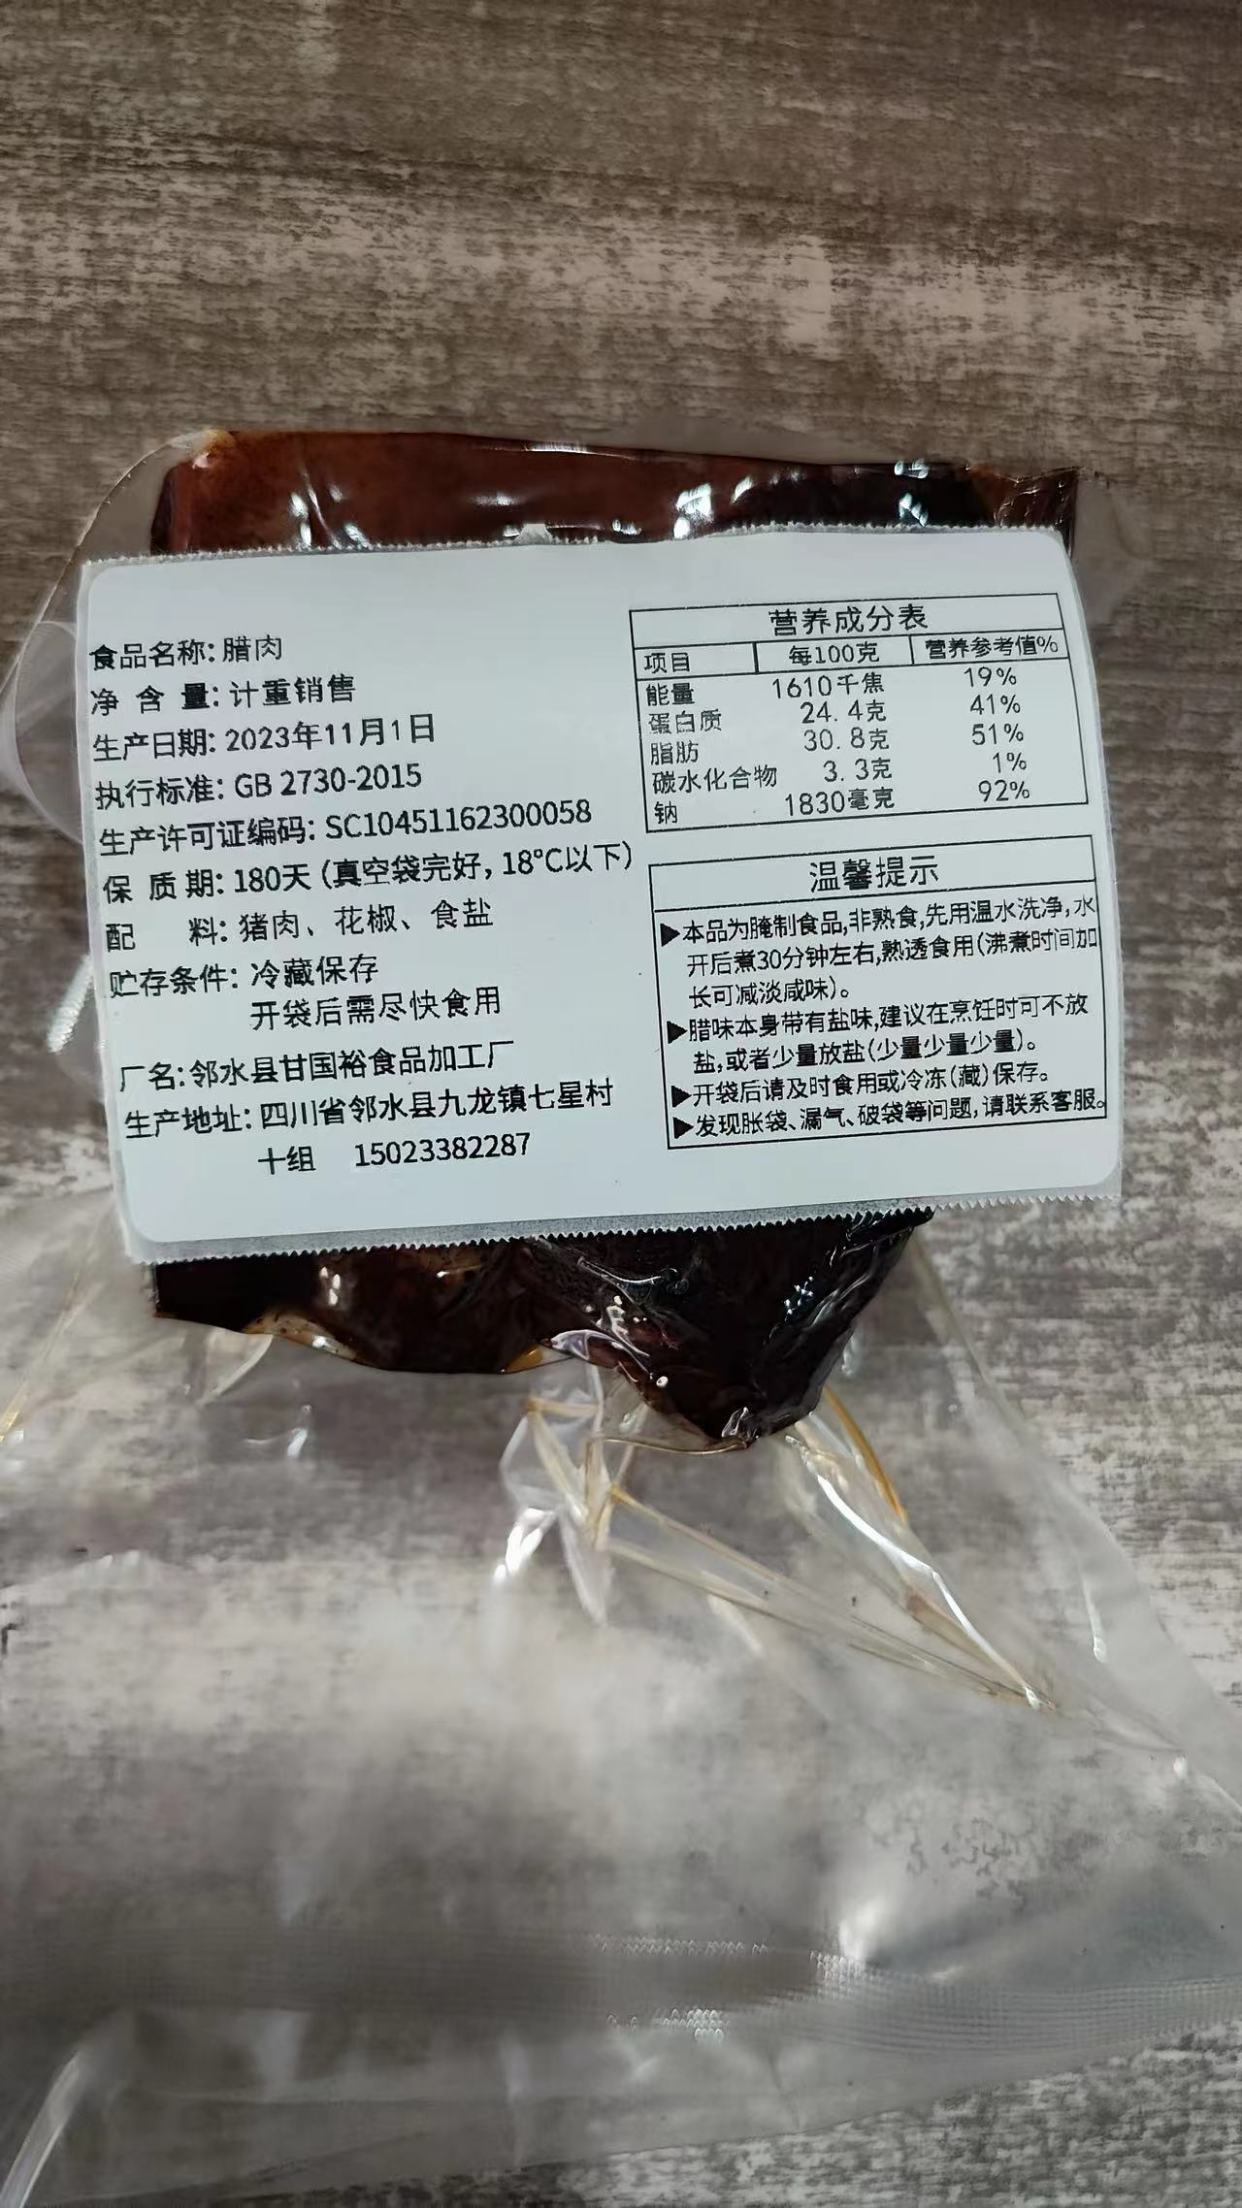 食品名称: 腊肉
净 含 量: 计重销售
生产日期: 2023年11月1日
执行标准: GB 2730-2015
生产许可证编码: SC10451162300058
保 质 期: 180天 (真空袋完好, 18℃以下)
配 料: 猪肉、花椒、食盐
贮存条件: 冷藏保存
开袋后需尽快食用
厂名: 邻水县甘国裕食品加工厂
生产地址: 四川省邻水县九龙镇七星村
十组 15023382287
营养成分表
项目 每100克 营养参考值%
能量 1610千焦 19%
蛋白质 24.4克 41%
脂肪 30.8克 51%
碳水化合物 3.3克 1%
钠 1830毫克 92%
温馨提示
▶本品为腌制食品,非熟食,先用温水洗净,水
开后煮30分钟左右,熟透食用(沸煮时间加
长可减淡咸味)。
▶腊味本身带有盐味,建议在烹饪时可不放
盐,或者少量放盐(少量少量少量)。
▶开袋后请及时食用或冷冻(藏)保存。
▶发现胀袋、漏气、破袋等问题,请联系客服。